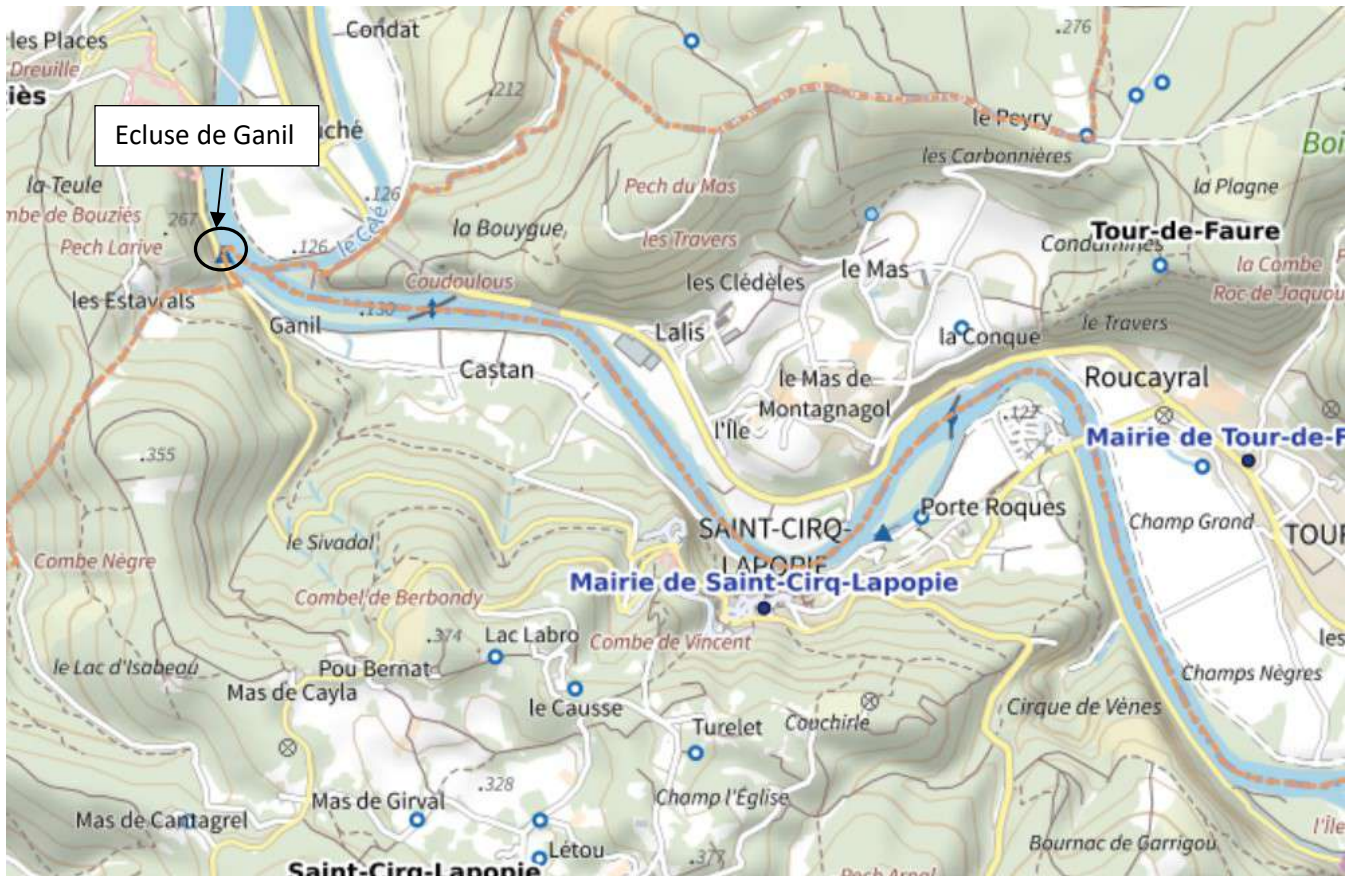 les Places
Condat
Dreuille
iès
.212
.276
le Peyry
Boi
Ecluse de Ganil
uché
les Carbonnières
la Teule
.126
la Plagne
mbe de Bouziès
267
Pech du Mas
Tour-de-Faure
Pech Larive
.126
le Célé
la Bouygue
les Travers
Condamines
la Combe
les Estavrals
Coudoulous
les Clédèles
le Mas
Roc de Jaquou
Ganil
.130
Lalis
la Conque
le Travers
Castan
le Mas de
Montagnagol
Roucayral
l'Île
.127
Mairie de Tour-de-F
.355
Porte Roques
Champ Grand
SAINT-CIRQ-
LAPOPIE
TOUR
le Sivadal
Combe Nègre
Mairie de Saint-Cirq-Lapopie
Combel de Berbondy
.374
Lac Labro
Combe de Vincent
les
le Lac d'Isabeau
Pou Bernat
Champs Nègres
Mas de Cayla
le Causse
Turelet
Couchirle
Cirque de Vènes
.328
Mas de Girval
Champ l'Église
Mas de Cantagrel
l'Île
Létou
.377
Bournac de Garrigou
Saint-Cirq-Lapopie
Pech Arnal